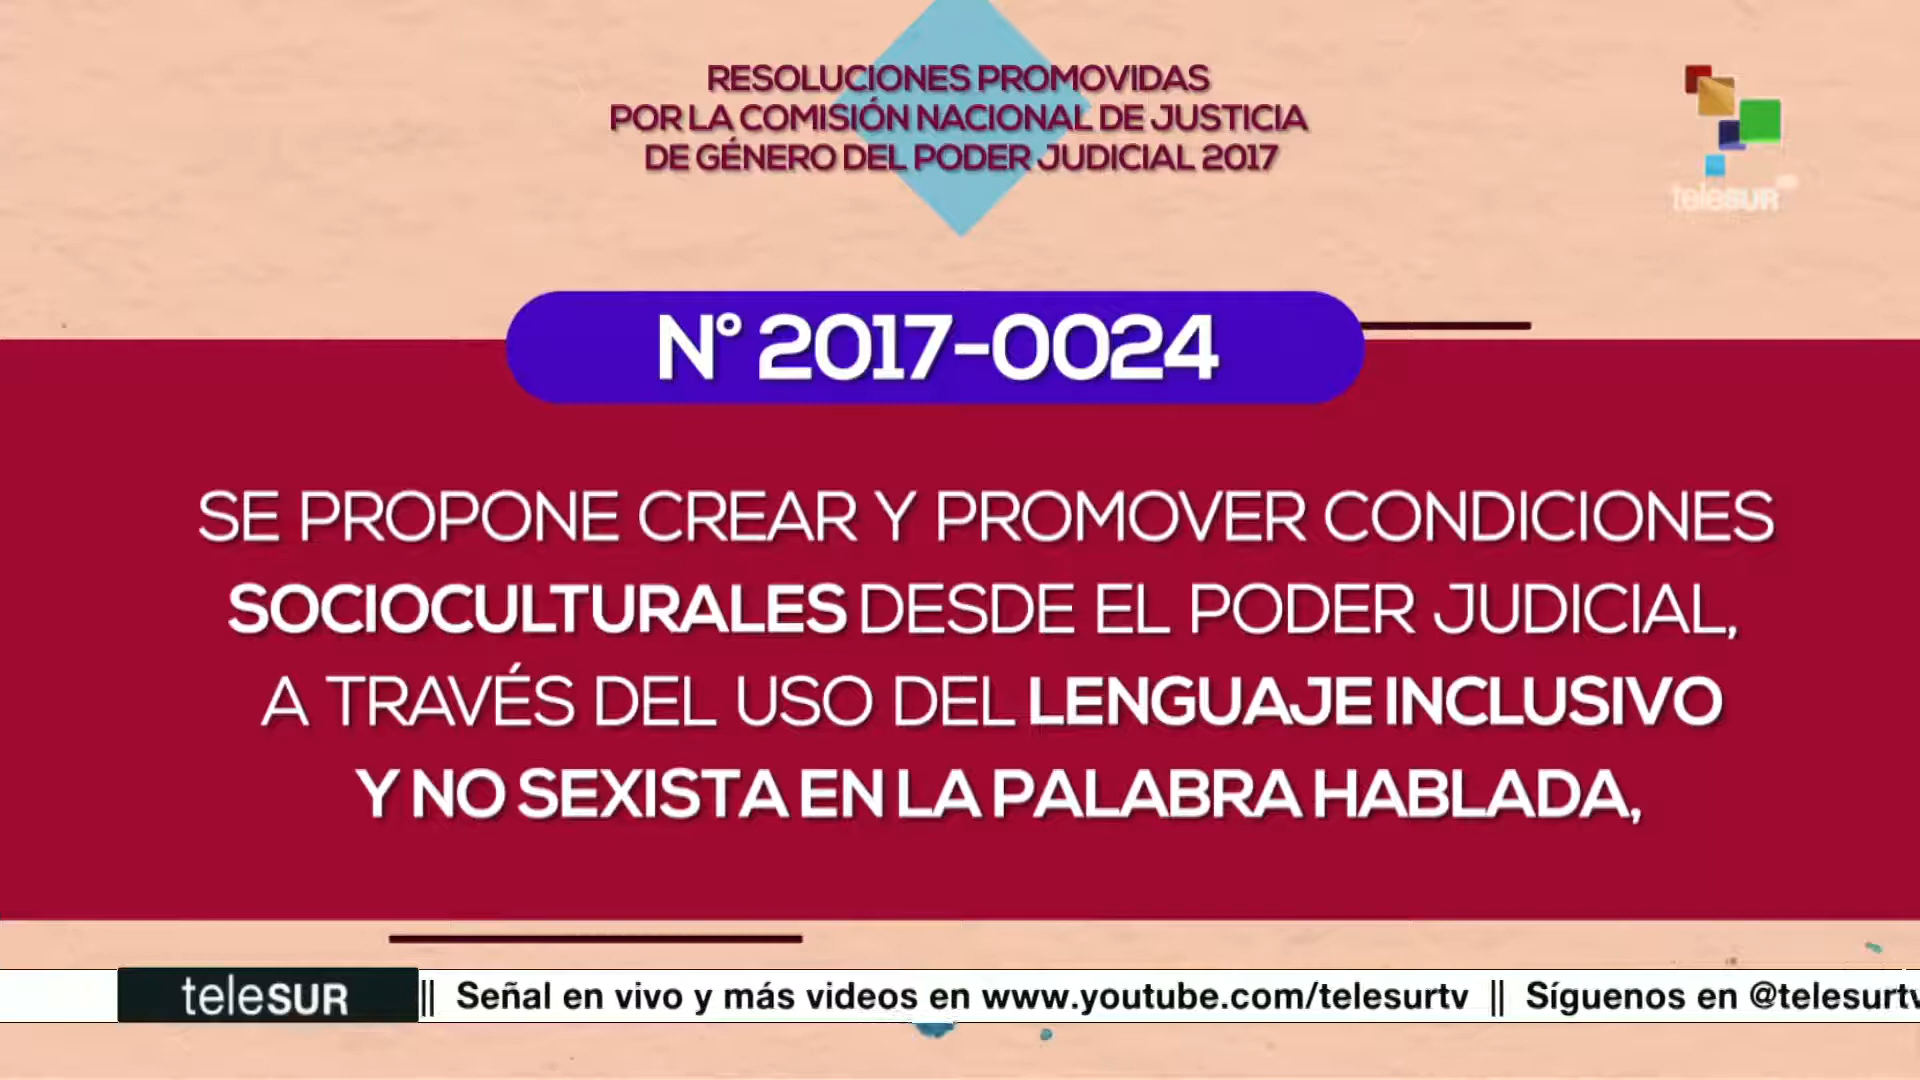 RESOLUCIONES PROMOVIDAS
POR LA COMISIÓN NACIONAL DE JUSTICIA
DE GÉNERO DEL PODER JUDICIAL 2017
teleSUR HD
N° 2017-0024
SE PROPONE CREAR Y PROMOVER CONDICIONES
SOCIOCULTURALES DESDE EL PODER JUDICIAL,
A TRAVÉS DEL USO DEL LENGUAJE INCLUSIVO
Y NO SEXISTA EN LA PALABRA HABLADA,
teleSUR || Señal en vivo y más videos en www.youtube.com/telesurtv || Síguenos en @telesurtv